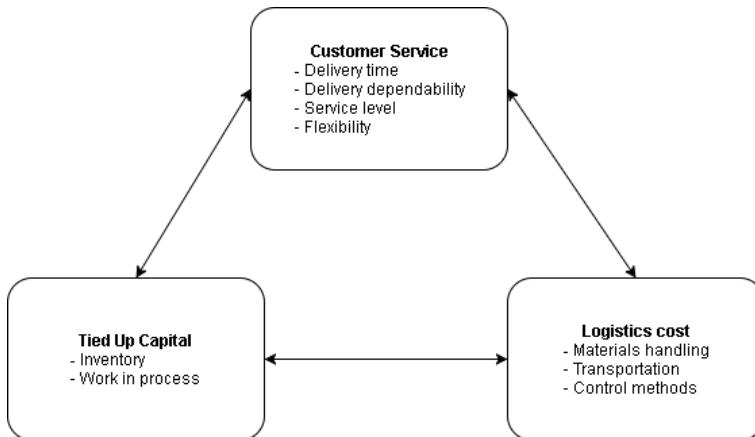 Customer Service
- Delivery time
- Delivery dependability
- Service level
- Flexibility
Tied Up Capital
- Inventory
- Work in process
Logistics cost
- Materials handling
- Transportation
- Control methods